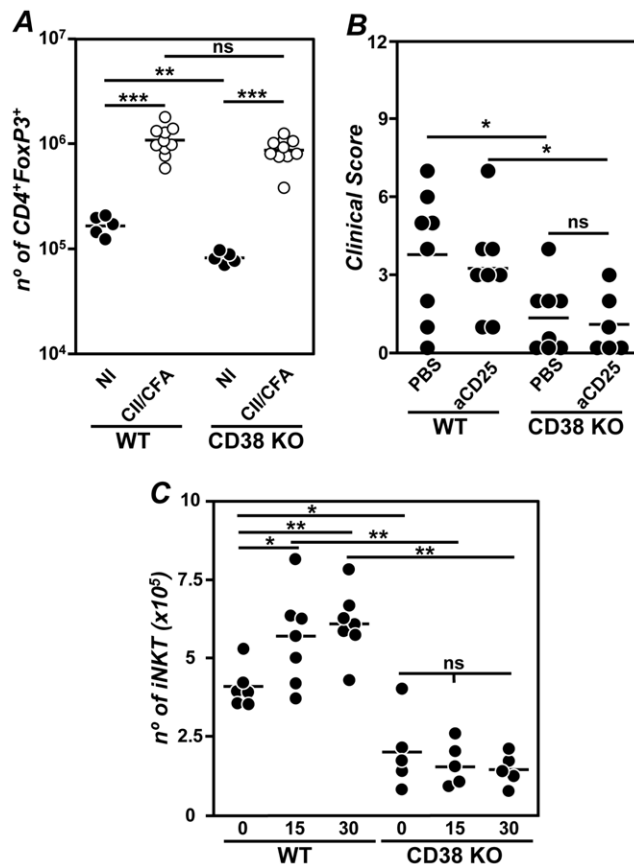 A
nº of CD4⁺FoxP3⁺
10⁷
10⁶
10⁵
10⁴
ns
**
***
***
NI
CII/CFA
NI
CII/CFA
WT
CD38 KO
B
Clinical Score
12
9
6
3
0
*
*
ns
PBS
aCD25
PBS
aCD25
WT
CD38 KO
C
nº of iNKT (x10⁵)
10
7.5
5
2.5
0
*
**
*
**
**
ns
0 15 30 0 15 30
WT CD38 KO